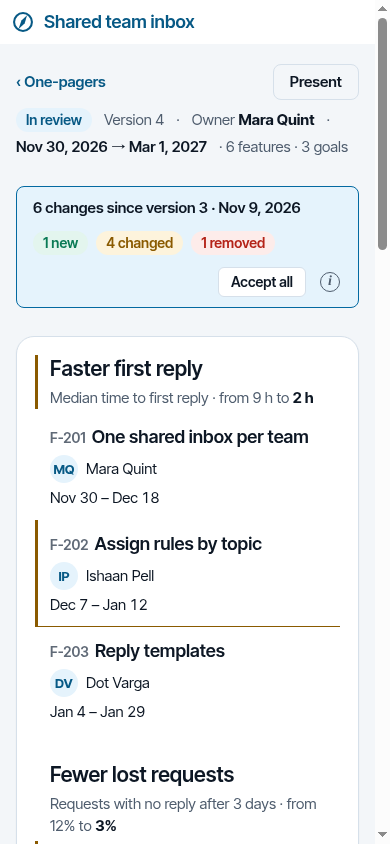 Shared team inbox
‹ One-pagers
Present
In review Version 4 · Owner Mara Quint ·
Nov 30, 2026 → Mar 1, 2027 · 6 features · 3 goals
6 changes since version 3 · Nov 9, 2026
1 new 4 changed 1 removed
Accept all i
Faster first reply
Median time to first reply · from 9 h to 2 h
F-201 One shared inbox per team
MQ Mara Quint
Nov 30 – Dec 18
F-202 Assign rules by topic
IP Ishaan Pell
Dec 7 – Jan 12
F-203 Reply templates
DV Dot Varga
Jan 4 – Jan 29
Fewer lost requests
Requests with no reply after 3 days · from
12% to 3%